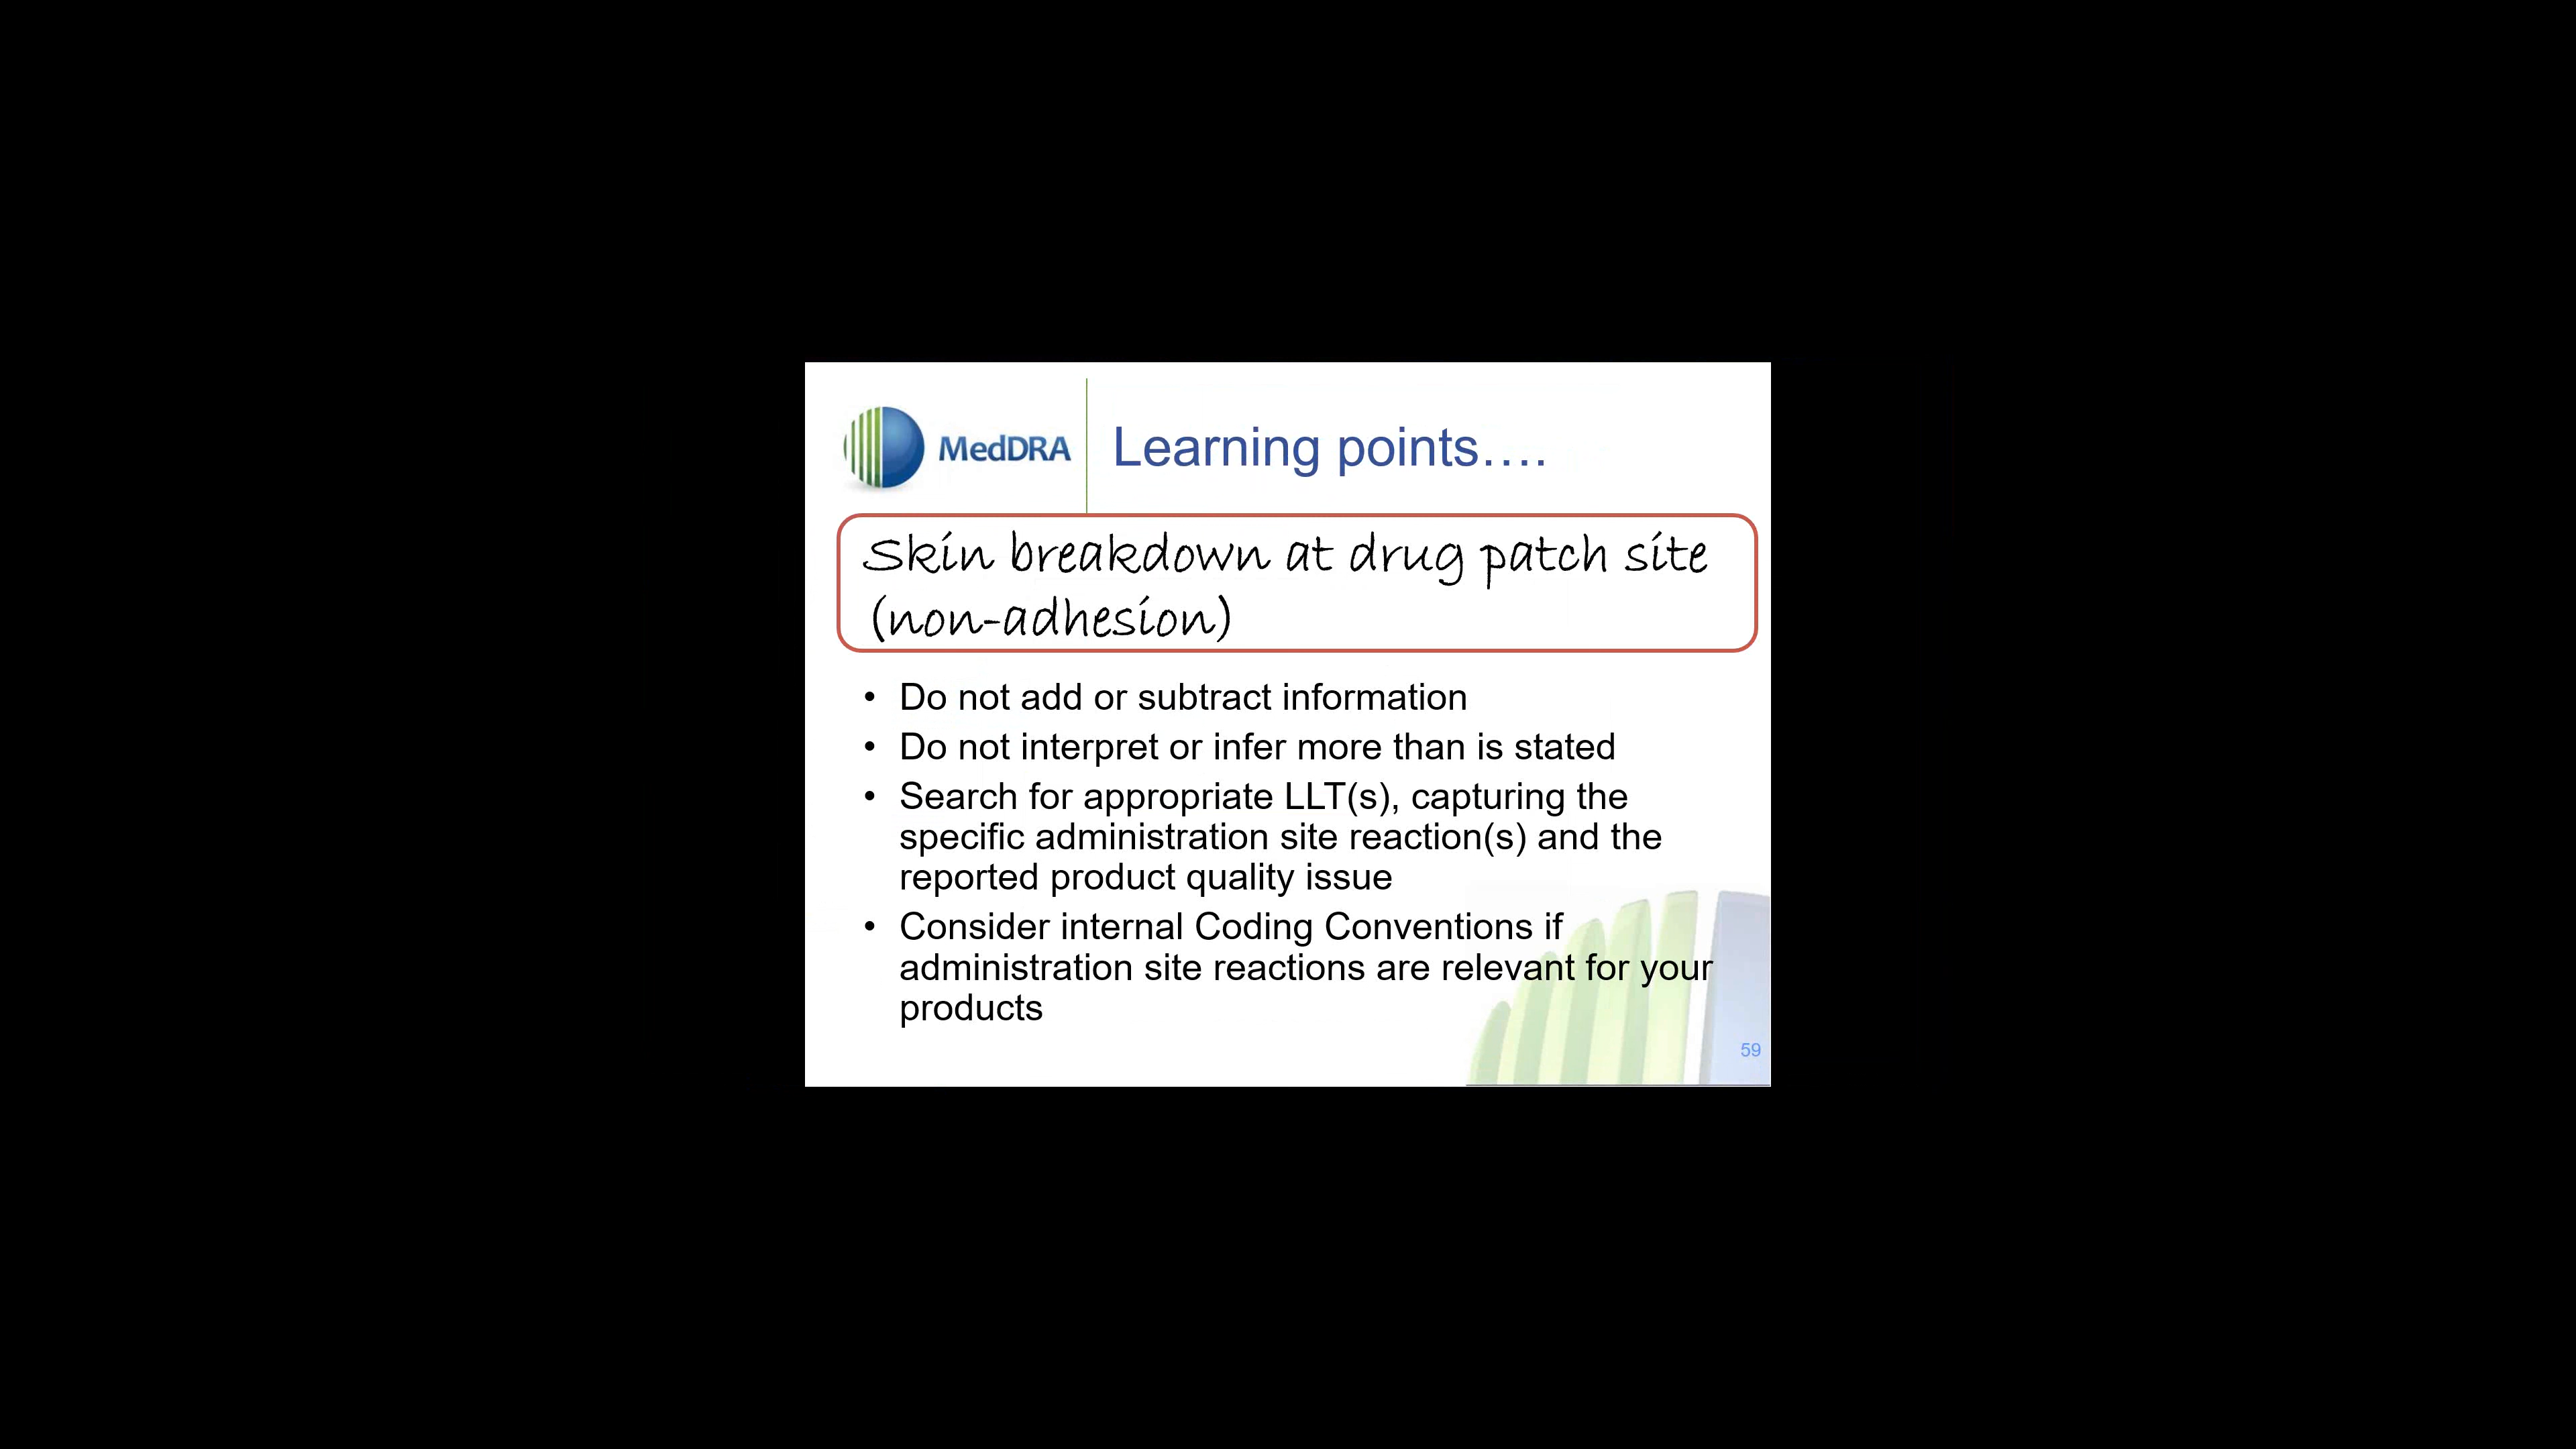 MedDRA
Learning points….
Skin breakdown at drug patch site
(non-adhesion)
• Do not add or subtract information
• Do not interpret or infer more than is stated
• Search for appropriate LLT(s), capturing the
specific administration site reaction(s) and the
reported product quality issue
• Consider internal Coding Conventions if
administration site reactions are relevant for your
products
59